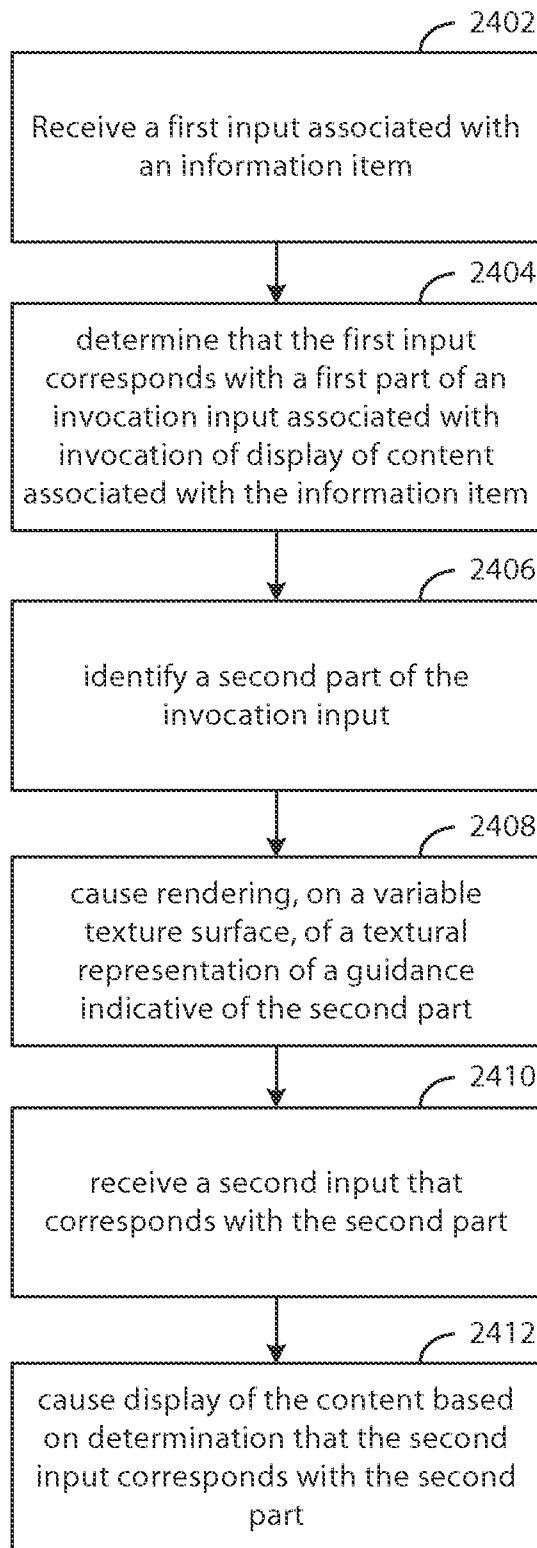 2402
Receive a first input associated with
an information item
2404
determine that the first input
corresponds with a first part of an
invocation input associated with
invocation of display of content
associated with the information item
2406
identify a second part of the
invocation input
2408
cause rendering, on a variable
texture surface, of a textural
representation of a guidance
indicative of the second part
2410
receive a second input that
corresponds with the second part
2412
cause display of the content based
on determination that the second
input corresponds with the second
part